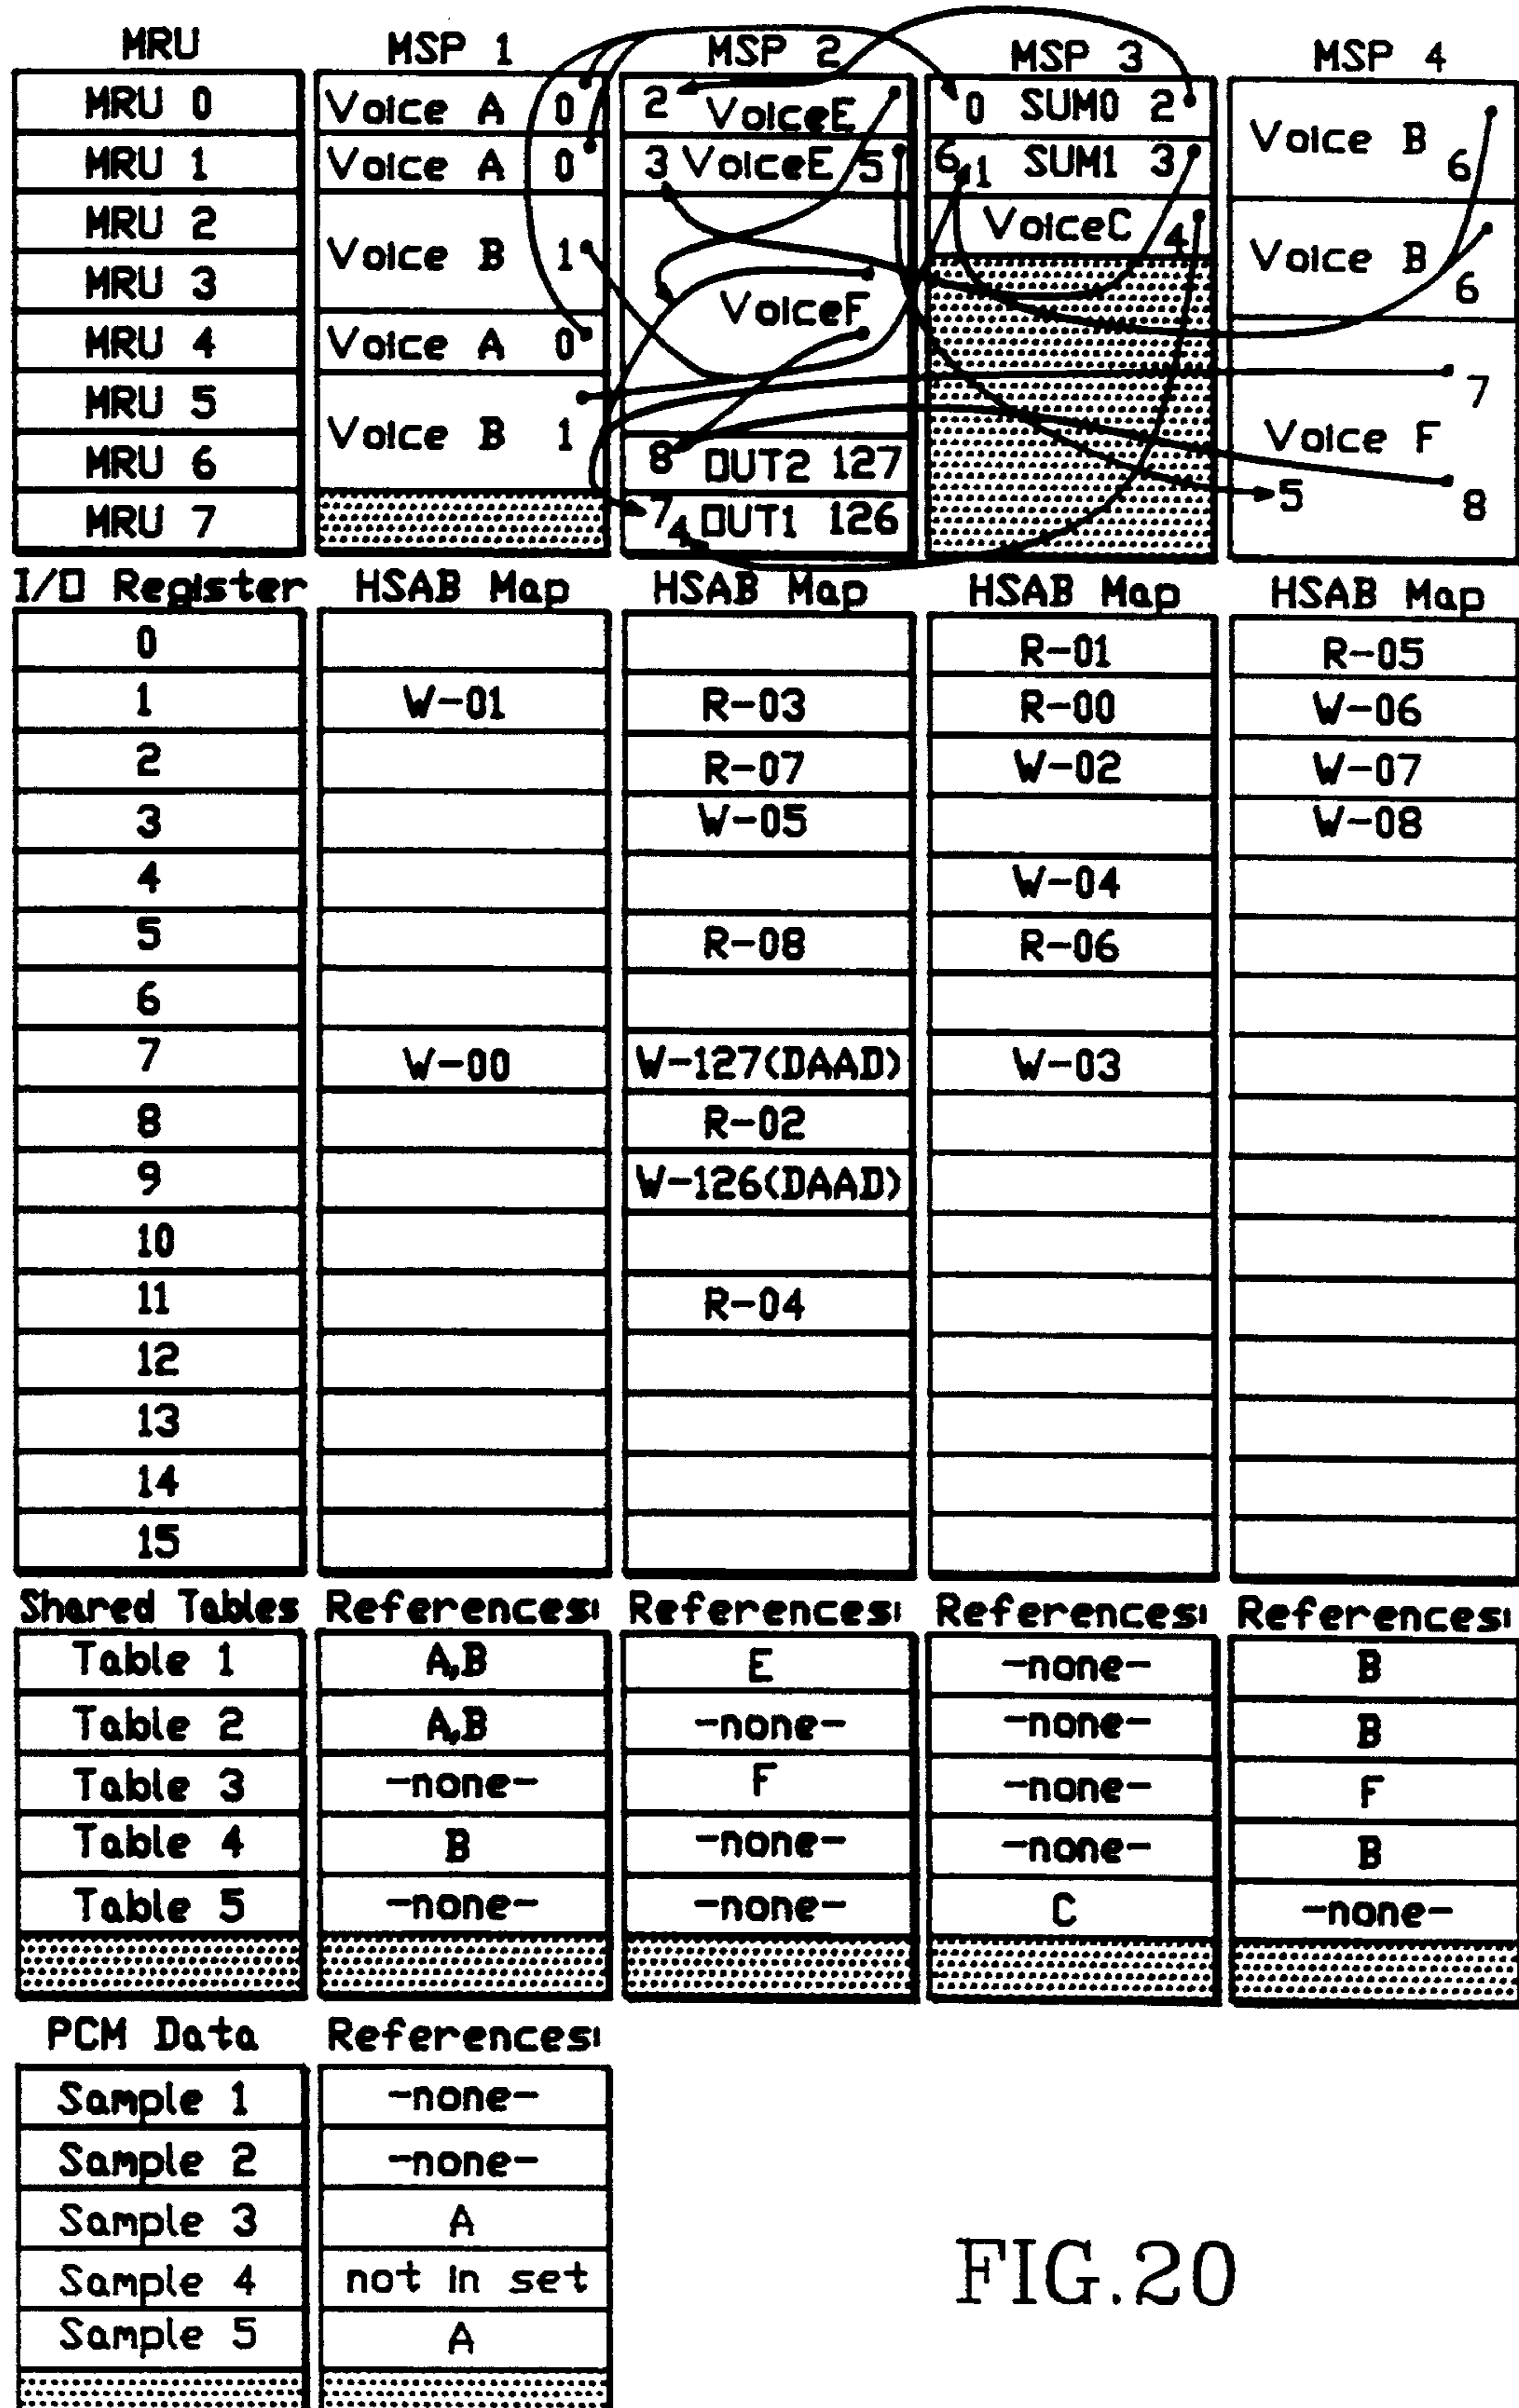 MRU MSP 1 MSP 2 MSP 3 MSP 4
MRU 0 Voice A 0 2 VoiceE 0 SUM0 2 Voice B 6
MRU 1 Voice A 0 3 VoiceE 5 6 1 SUM1 3
MRU 2 Voice B 1 VoiceF VoiceC 4 Voice B 6
MRU 3
MRU 4 Voice A 0 Voice F 7
MRU 5 Voice B 1
MRU 6 8 OUT2 127
MRU 7 7 4 OUT1 126 5 8
I/O Register HSAB Map HSAB Map HSAB Map HSAB Map
0 R-01 R-05
1 W-01 R-03 R-00 W-06
2 R-07 W-02 W-07
3 W-05 W-08
4 W-04
5 R-08 R-06
6
7 W-00 W-127(DAAD) W-03
8 R-02
9 W-126(DAAD)
10
11 R-04
12
13
14
15
Shared Tables References: References: References: References:
Table 1 A,B E -none- B
Table 2 A,B -none- -none- B
Table 3 -none- F -none- F
Table 4 B -none- -none- B
Table 5 -none- -none- C -none-
PCM Data References:
Sample 1 -none-
Sample 2 -none-
Sample 3 A
Sample 4 not in set
Sample 5 A
FIG.20